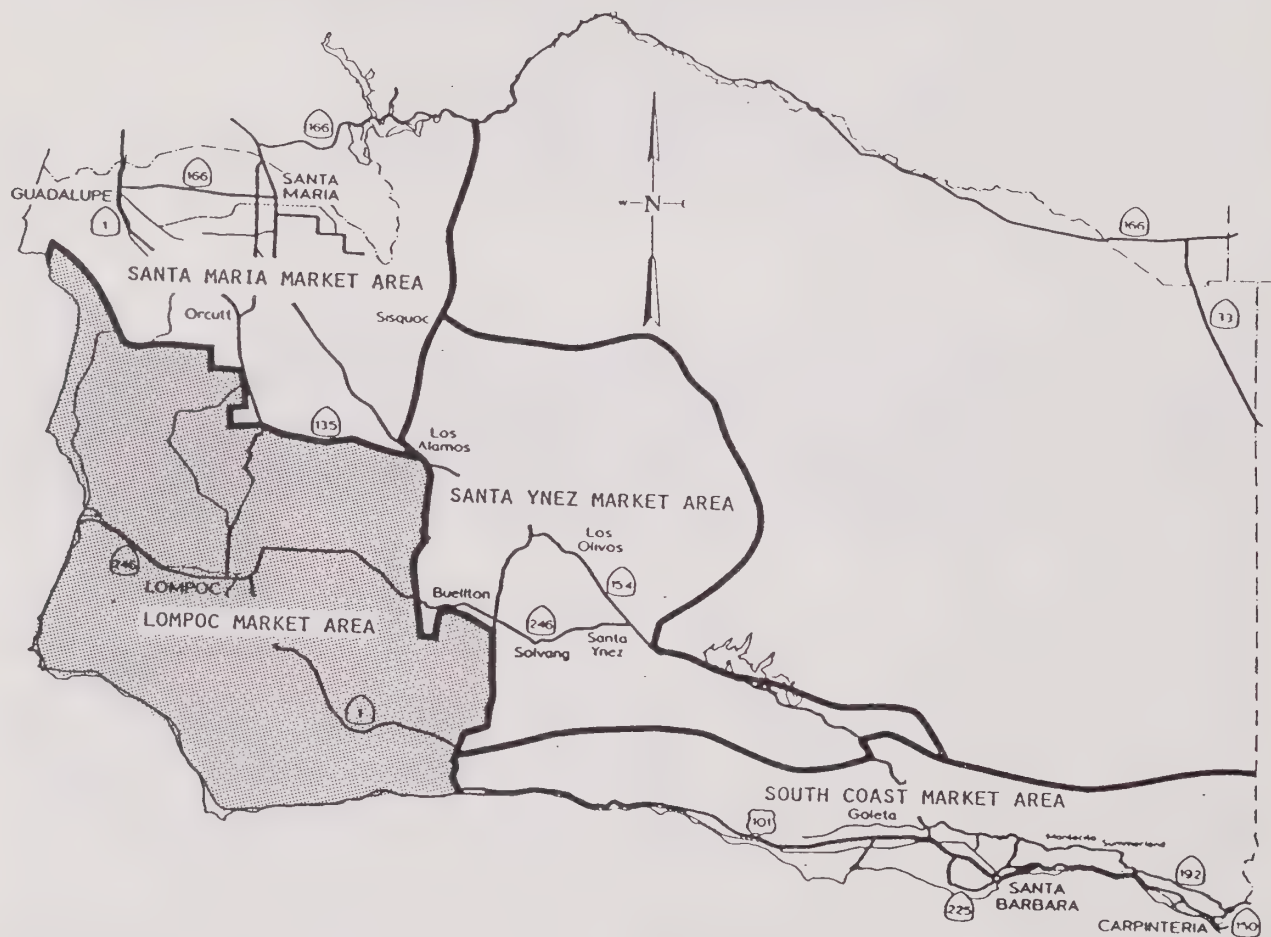 166
166
GUADALUPE
SANTA
MARIA
1
W
N
166
33
SANTA MARIA MARKET AREA
Orcutt
Sisquoc
135
Los
Alamos
SANTA YNEZ MARKET AREA
Los
Olivos
154
246
LOMPOC
Buellton
LOMPOC MARKET AREA
246
Solvang
Santa
Ynez
1
SOUTH COAST MARKET AREA
101
Goleta
Montecito
Summerland
192
SANTA
BARBARA
225
CARPINTERIA
150